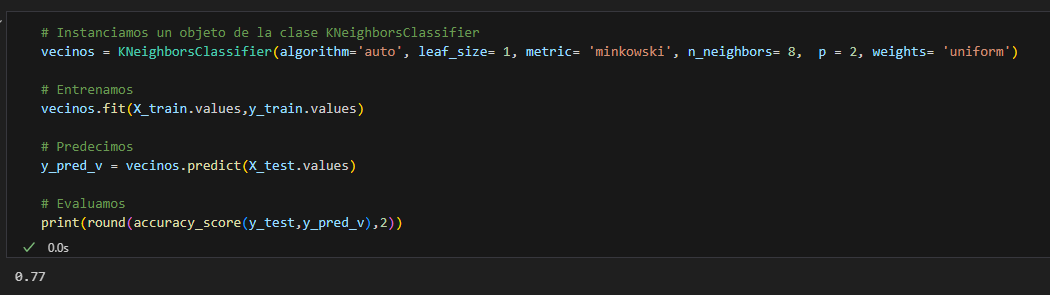 # Instanciamos un objeto de la clase KNeighborsClassifier
vecinos = KNeighborsClassifier(algorithm='auto', leaf_size= 1, metric= 'minkowski', n_neighbors= 8,  p = 2, weights= 'uniform')
# Entrenamos
vecinos.fit(X_train.values,y_train.values)
# Predecimos
y_pred_v = vecinos.predict(X_test.values)
# Evaluamos
print(round(accuracy_score(y_test,y_pred_v),2))
0.0s
0.77